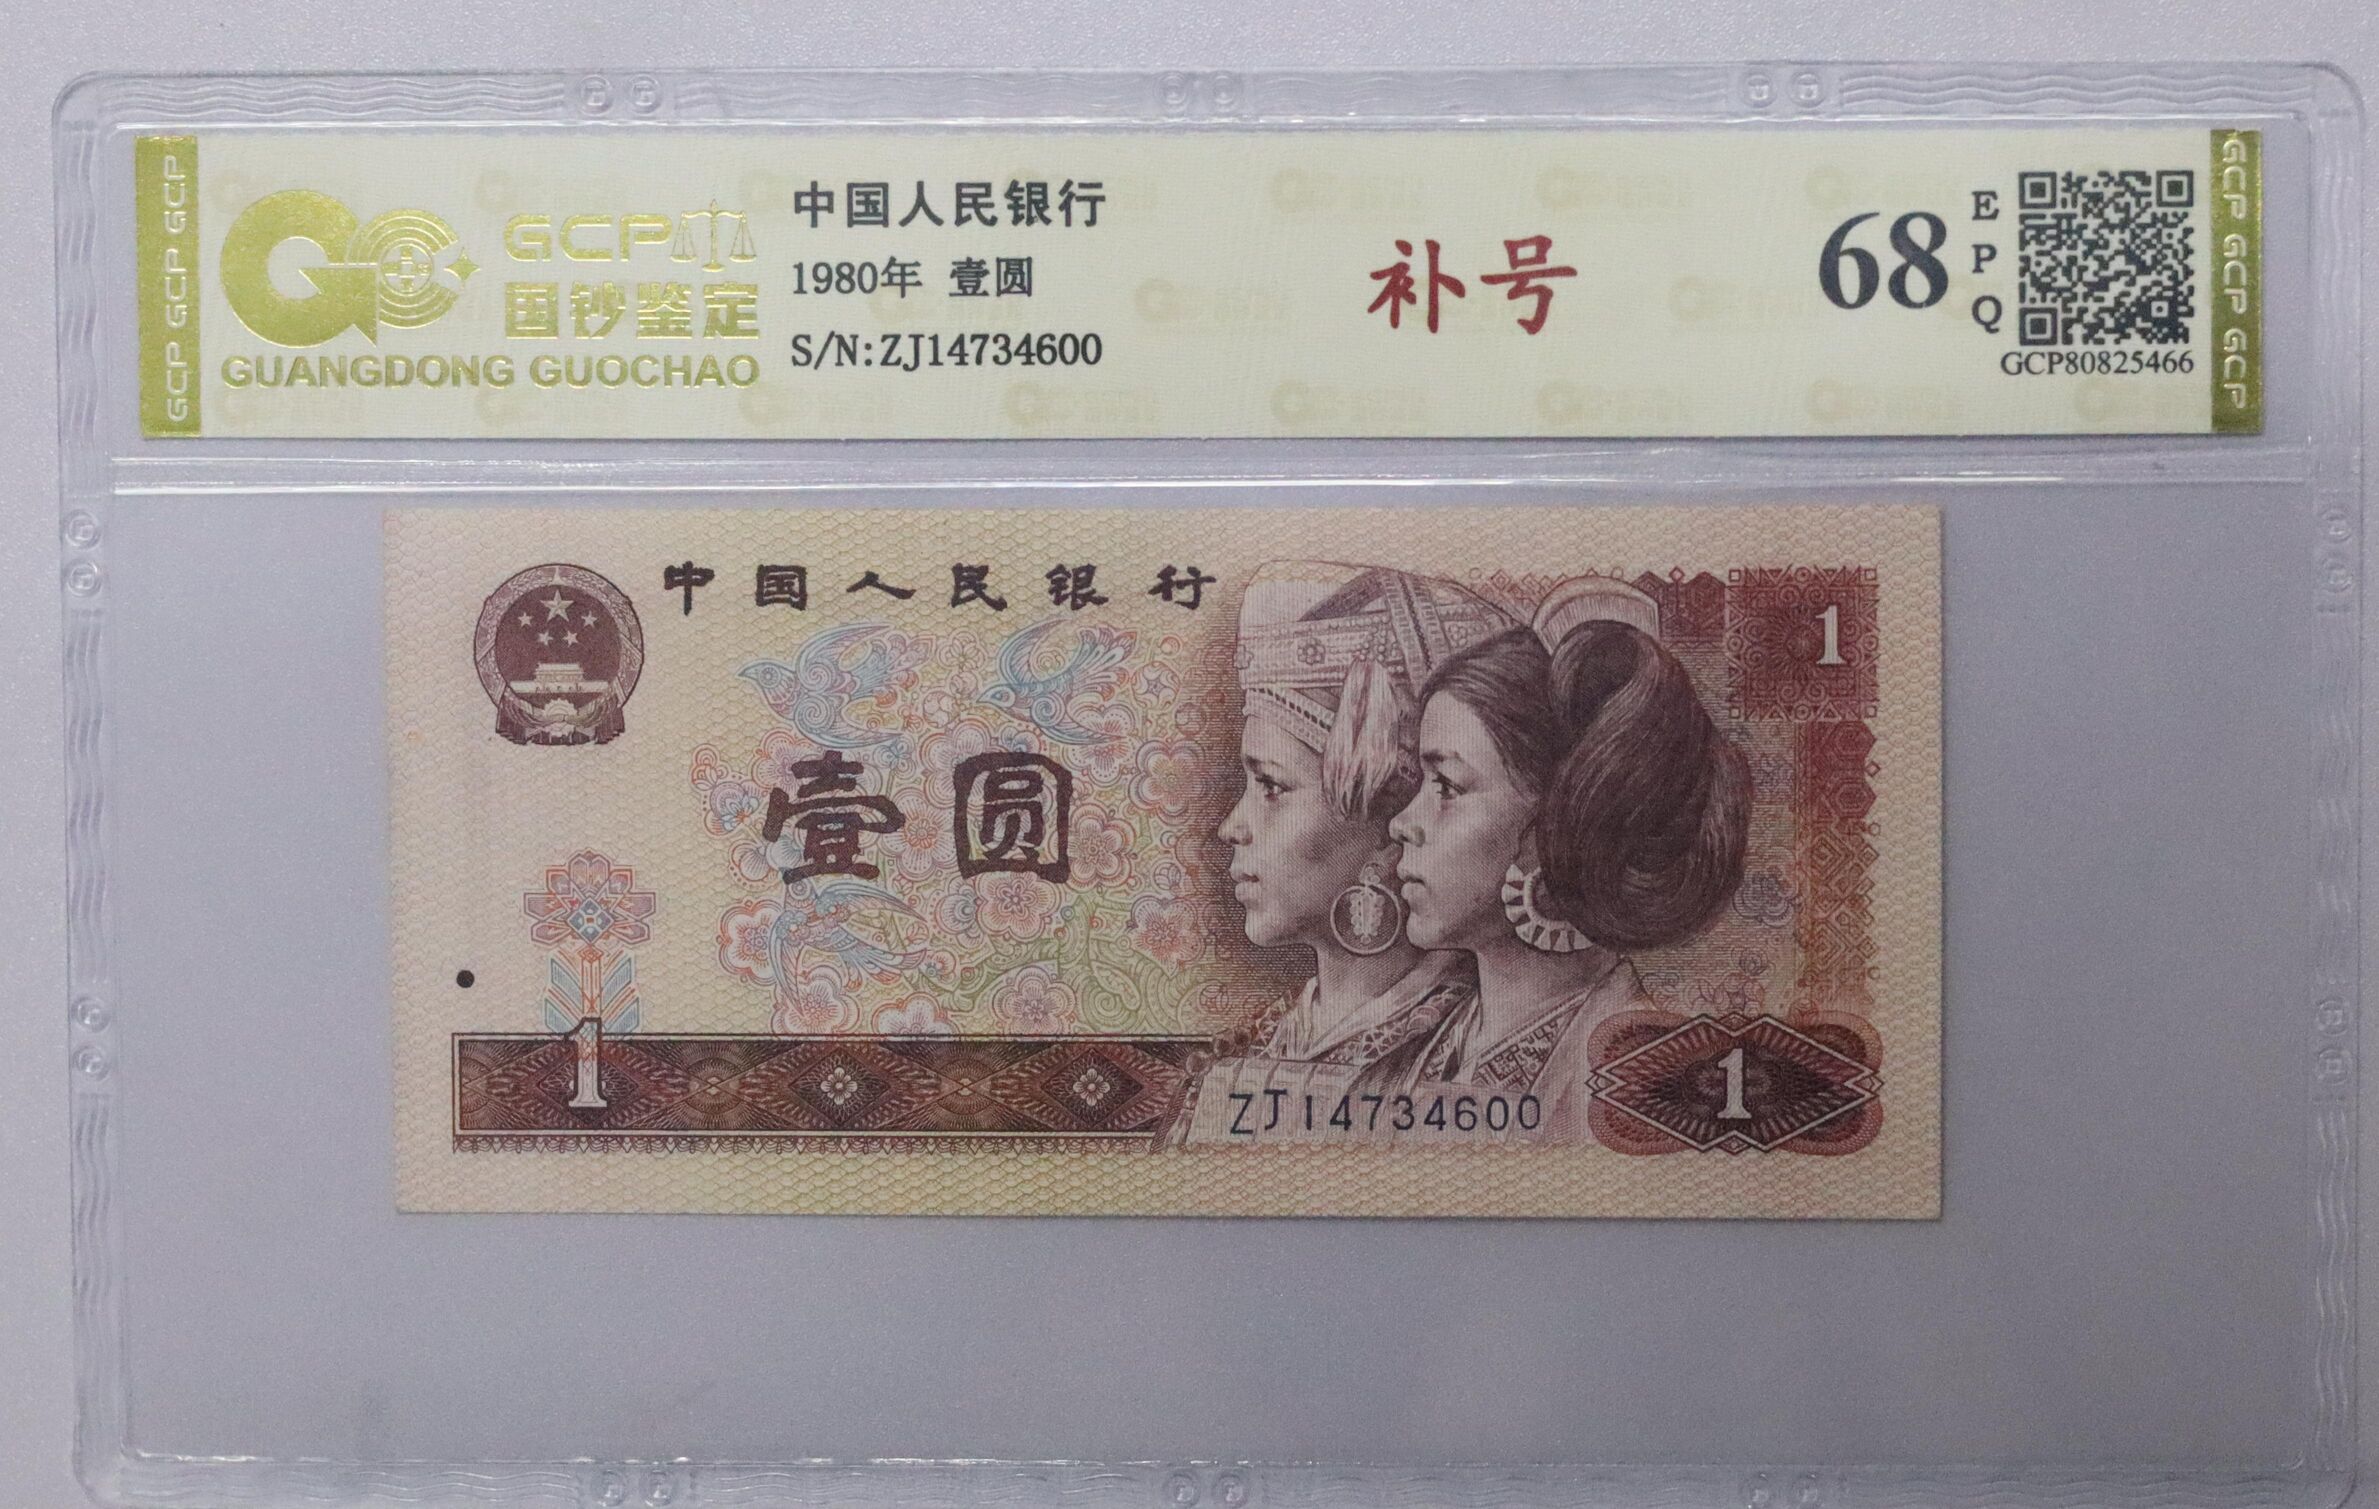 GCP GCP GCP
GCP
国钞鉴定
GUANGDONG GUOCHAO
中国人民银行
1980年 壹圆
S/N:ZJ14734600
补号
68
EPQ
GCP80825466
GCP GCP GCP
中国人民银行
1
壹圆
1
ZJ14734600
1